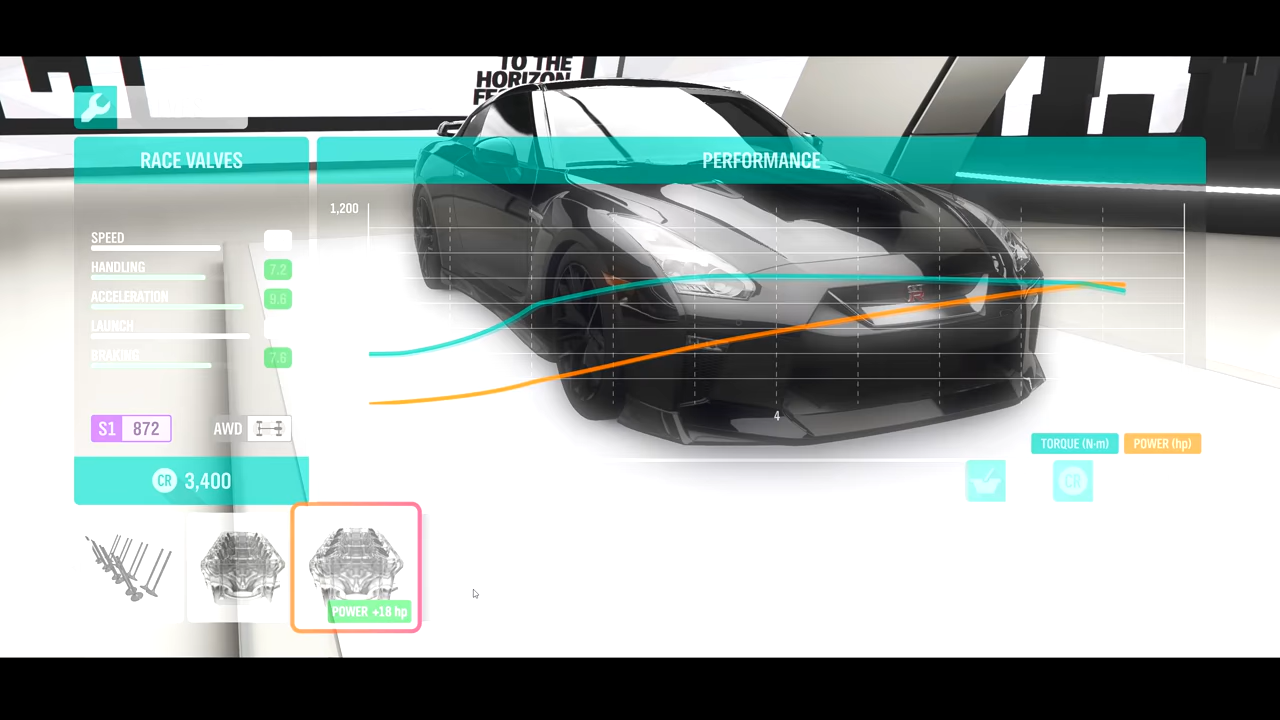 TO THE
HORIZON
RACE VALVES
PERFORMANCE
1,200
SPEED
HANDLING
7.2
ACCELERATION
9.6
LAUNCH
BRAKING
7.6
S1 872
AWD
4
TORQUE (N·m)
POWER (hp)
CR 3,400
CR
POWER +18 hp